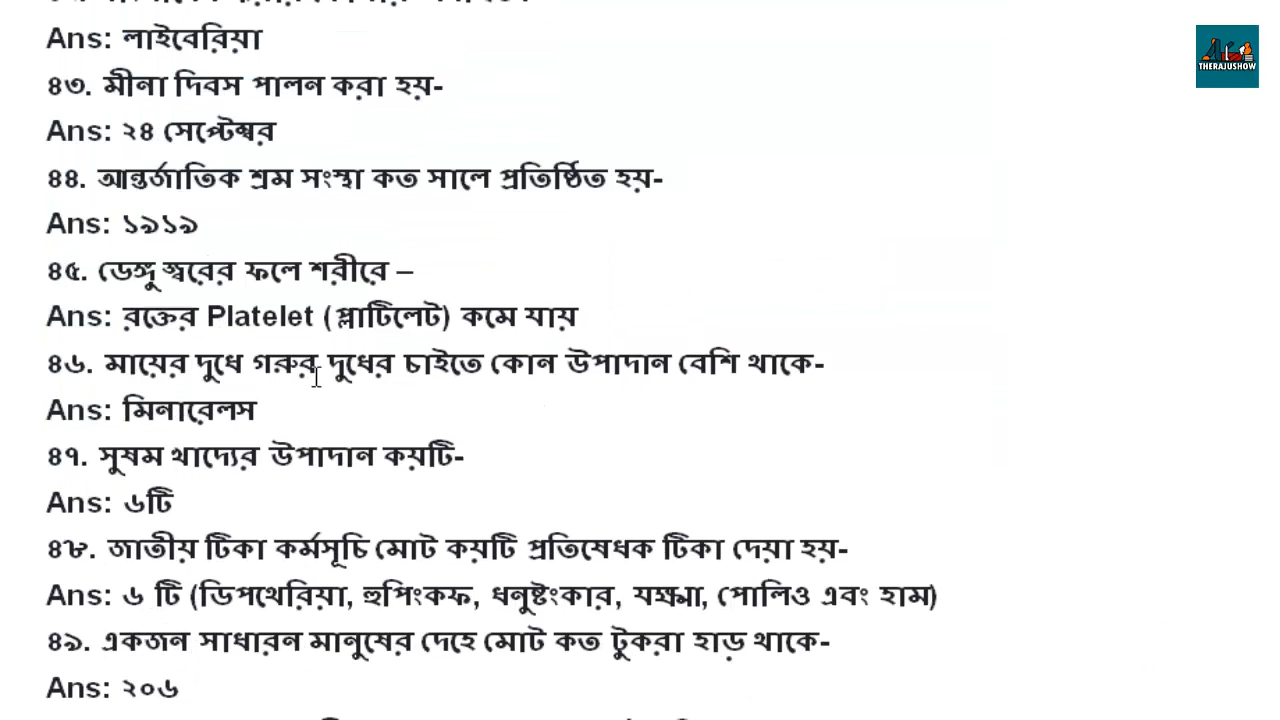 Ans: লাইবেরিয়া
৪৩. মীনা দিবস পালন করা হয়-
Ans: ২৪ সেপ্টেম্বর
৪৪. আন্তর্জাতিক শ্রম সংস্থা কত সালে প্রতিষ্ঠিত হয়-
Ans: ১৯১৯
৪৫. ডেঙ্গু স্বরের ফলে শরীরে –
Ans: রক্তের Platelet (প্লাটিলেট) কমে যায়
৪৬. মায়ের দুধে গরুর দুধের চাইতে কোন উপাদান বেশি থাকে-
Ans: মিনারেলস
৪৭. সুষম খাদ্যের উপাদান কয়টি-
Ans: ৬টি
৪৮. জাতীয় টিকা কর্মসূচি মোট কয়টি প্রতিষেধক টিকা দেয়া হয়-
Ans: ৬ টি (ডিপথেরিয়া, হুপিংকফ, ধনুষ্টংকার, যক্ষ্মা, পোলিও এবং হাম)
৪৯. একজন সাধারন মানুষের দেহে মোট কত টুকরা হাড় থাকে-
Ans: ২০৬
THERAJUSHOW